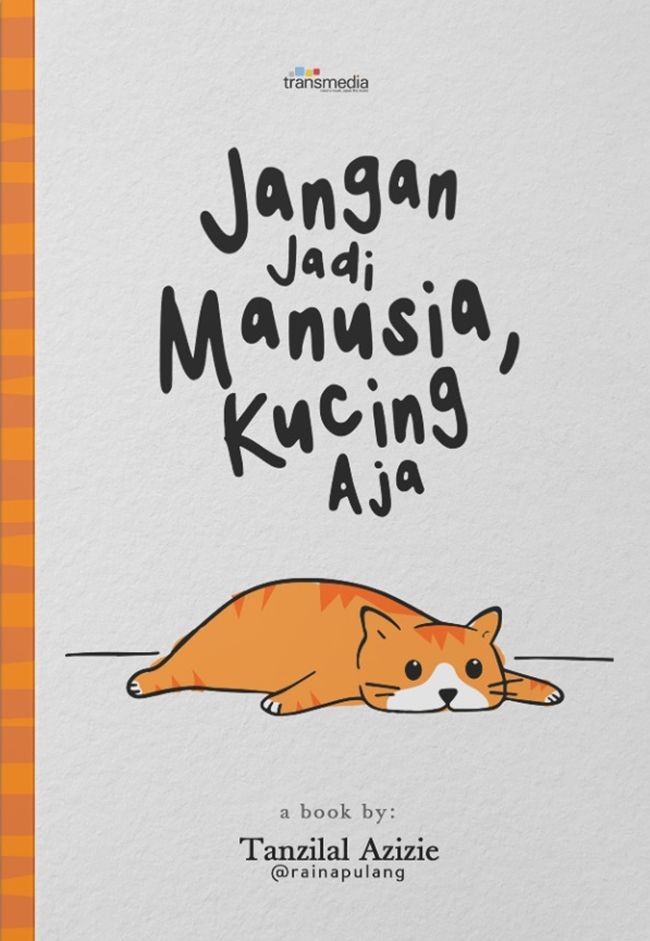 transmedia
Jangan
Jadi
Manusia,
Kucing
Aja
a book by:
Tanzilal Azizie
@rainapulang